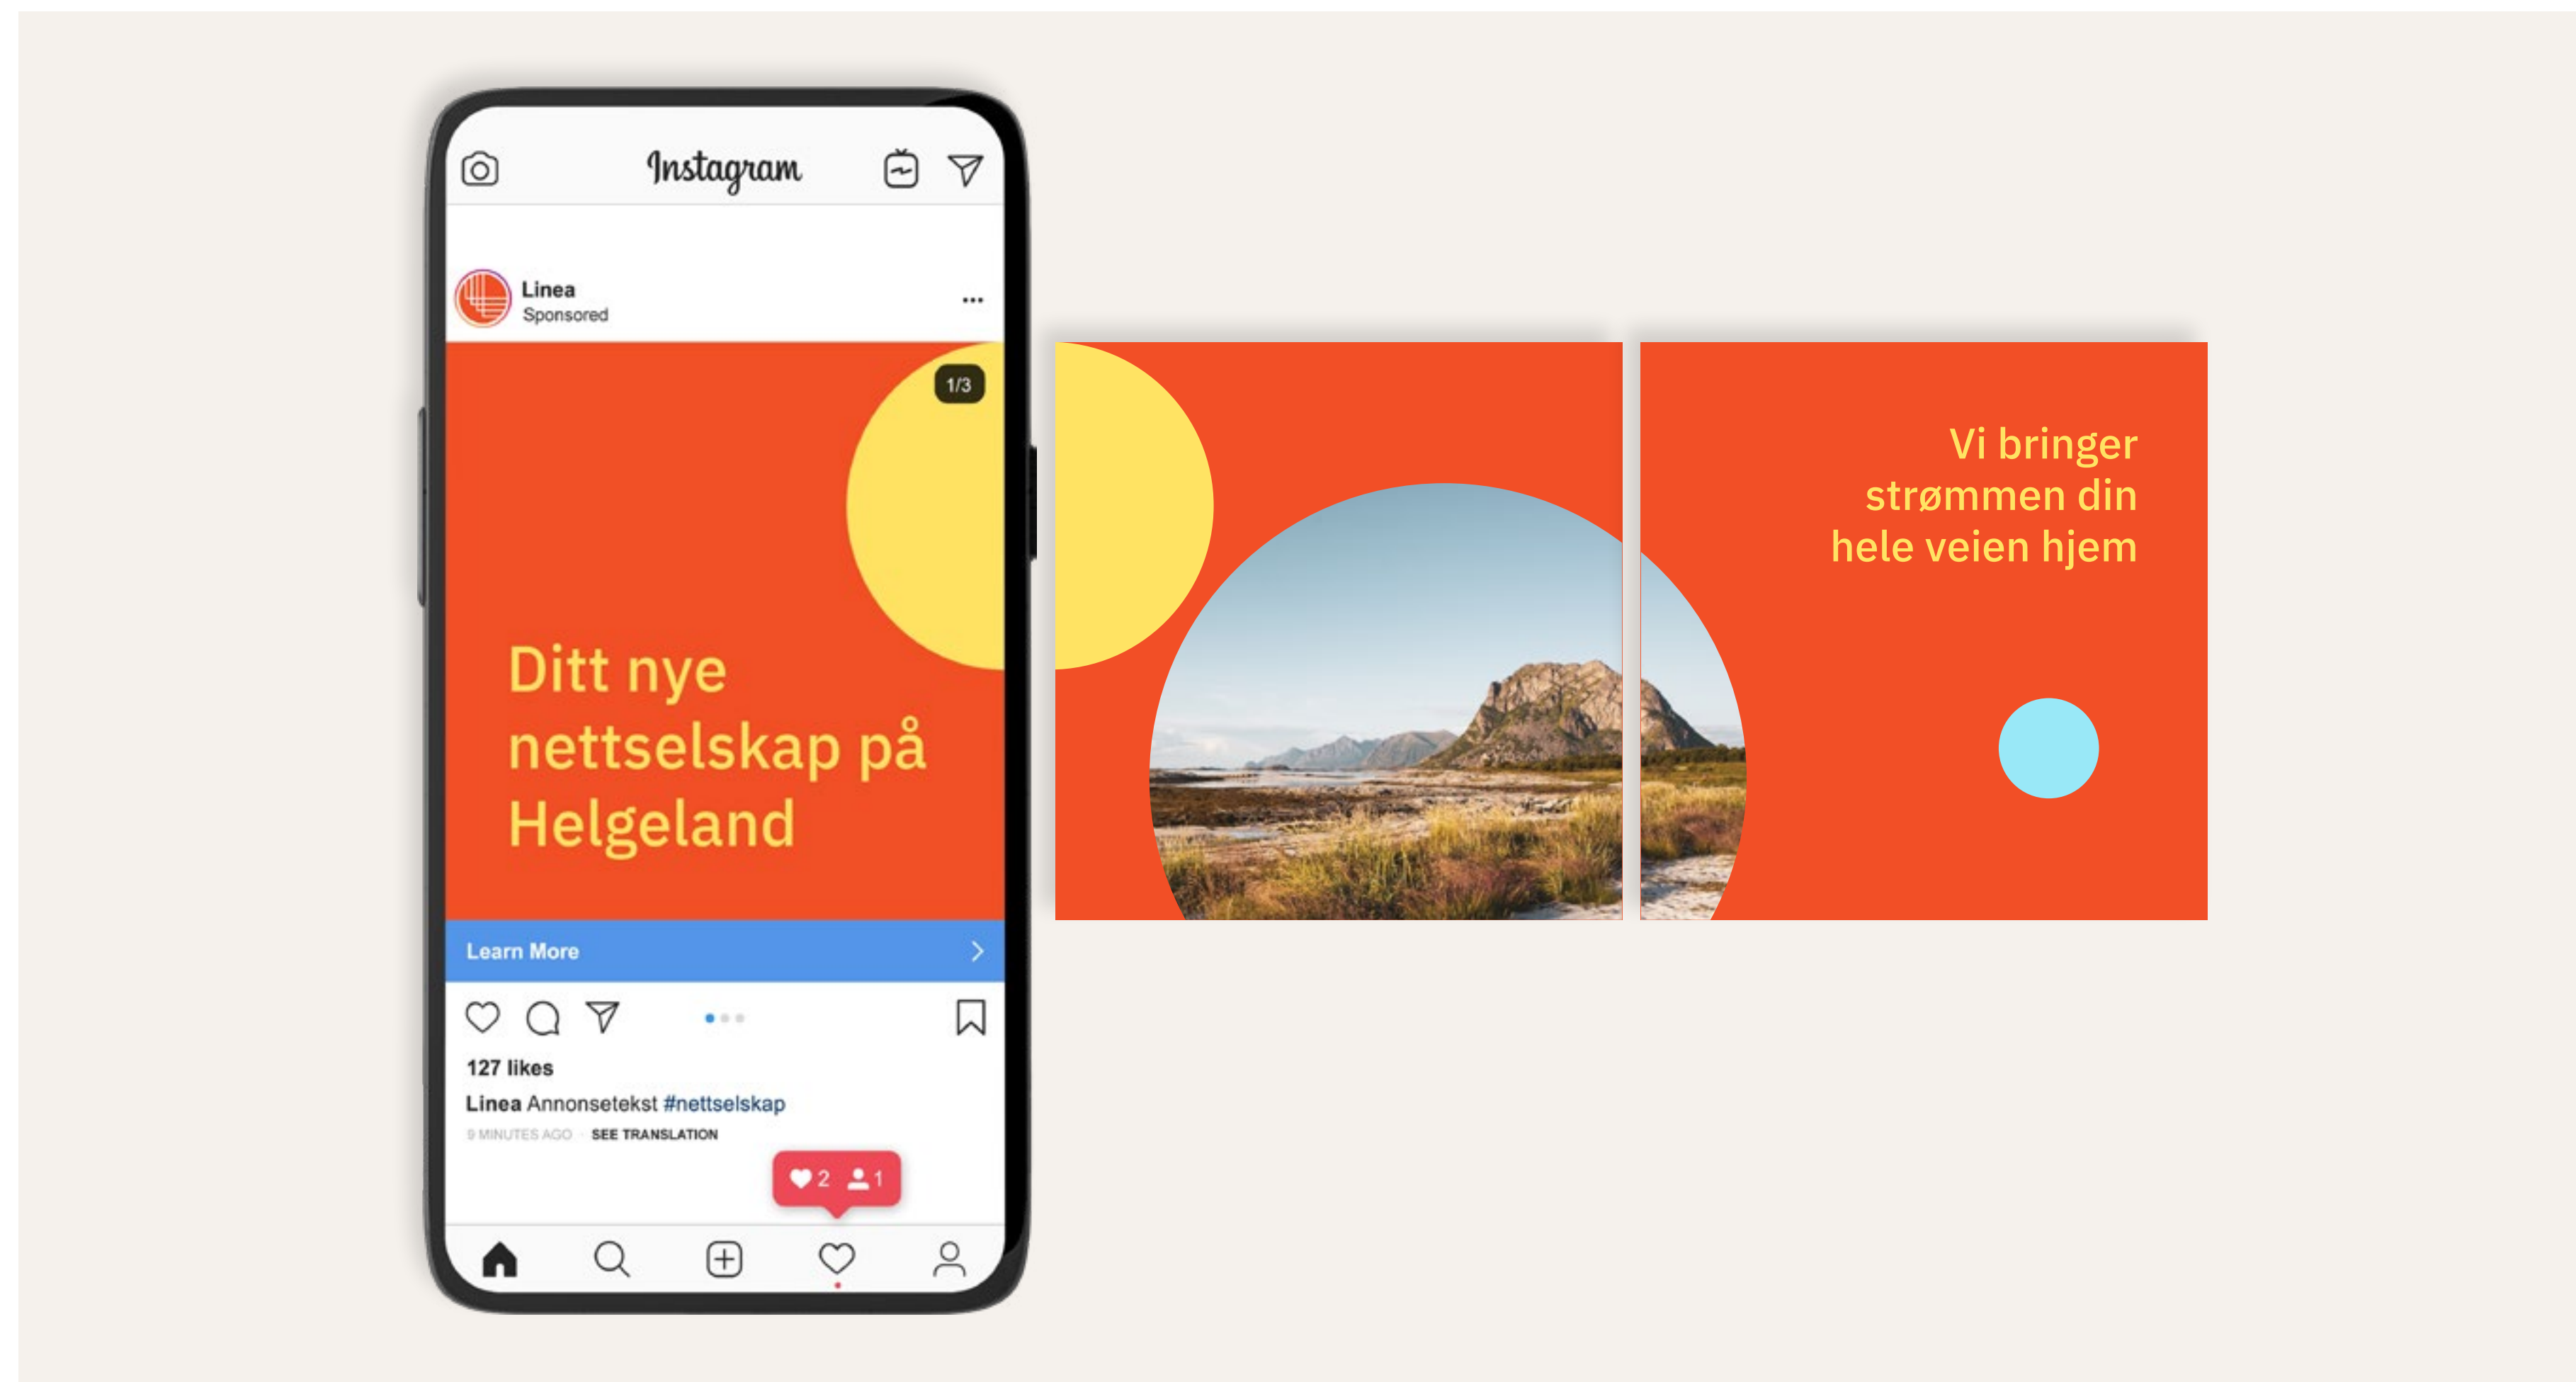 Instagram
Linea
Sponsored
1/3
Ditt nye
nettselskap på
Helgeland
Learn More
127 likes
Linea Annonsetekst #nettselskap
9 MINUTES AGO · SEE TRANSLATION
2 1
Vi bringer
strømmen din
hele veien hjem